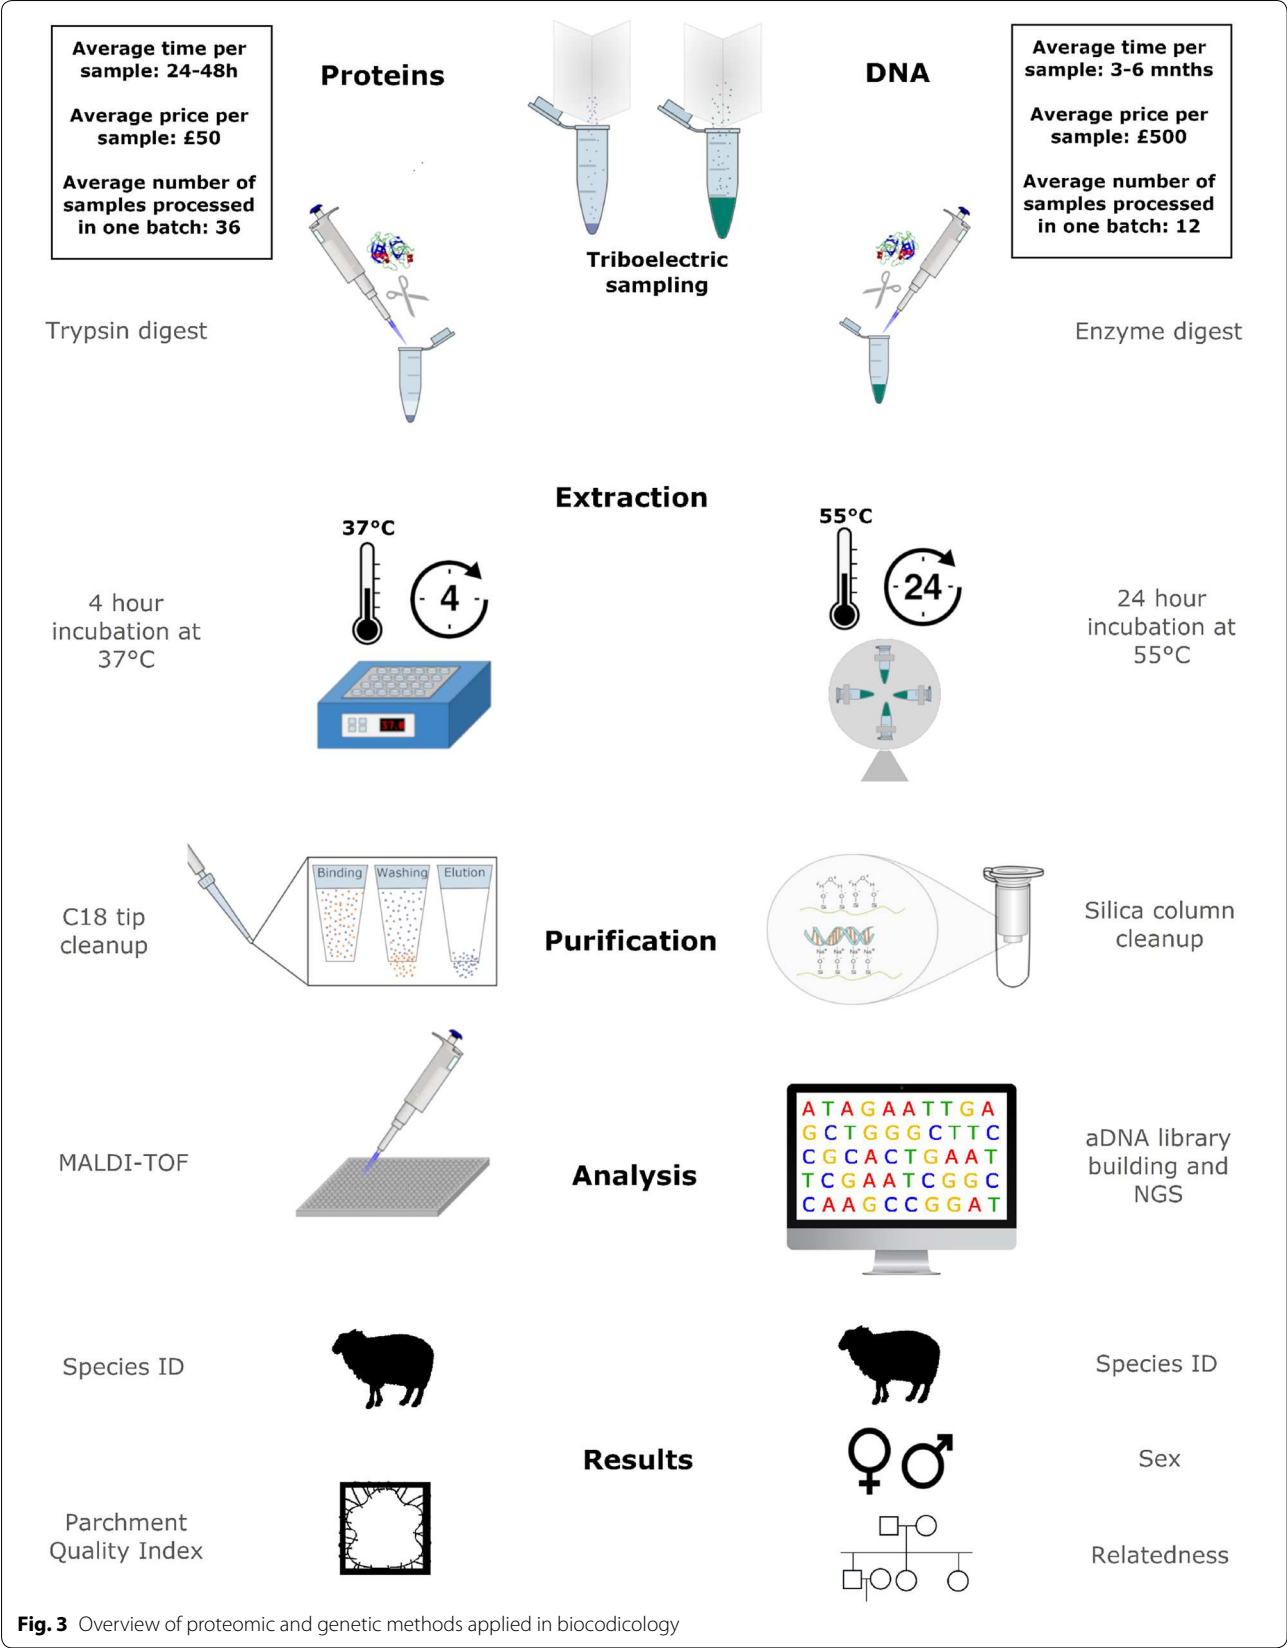 Average time per
sample: 24-48h
Average price per
sample: £50
Average number of
samples processed
in one batch: 36
Proteins
DNA
Average time per
sample: 3-6 mnths
Average price per
sample: £500
Average number of
samples processed
in one batch: 12
Triboelectric
sampling
Trypsin digest
Enzyme digest
Extraction
37°C
4
55°C
24
4 hour
incubation at
37°C
37.0
24 hour
incubation at
55°C
Binding
Washing
Elution
C18 tip
cleanup
Purification
Silica column
cleanup
MALDI-TOF
Analysis
ATAGAATTGA
GCTGGGCTTC
CGCACTGAAT
TCGAATCGGC
CAAGCCGGAT
aDNA library
building and
NGS
Species ID
Species ID
Results
Sex
Parchment
Quality Index
Relatedness
Fig. 3 Overview of proteomic and genetic methods applied in biocodicology